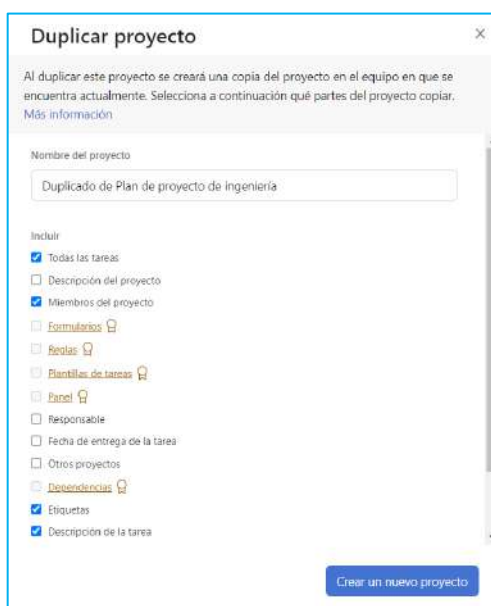 Duplicar proyecto
Al duplicar este proyecto se creará una copia del proyecto en el equipo en que se
encuentra actualmente. Selecciona a continuación qué partes del proyecto copiar.
Más información
Nombre del proyecto
Duplicado de Plan de proyecto de ingeniería
Incluir
Todas las tareas
Descripción del proyecto
Miembros del proyecto
Formularios
Reglas
Plantillas de tareas
Panel
Responsable
Fecha de entrega de la tarea
Otros proyectos
Dependencias
Etiquetas
Descripción de la tarea
Crear un nuevo proyecto